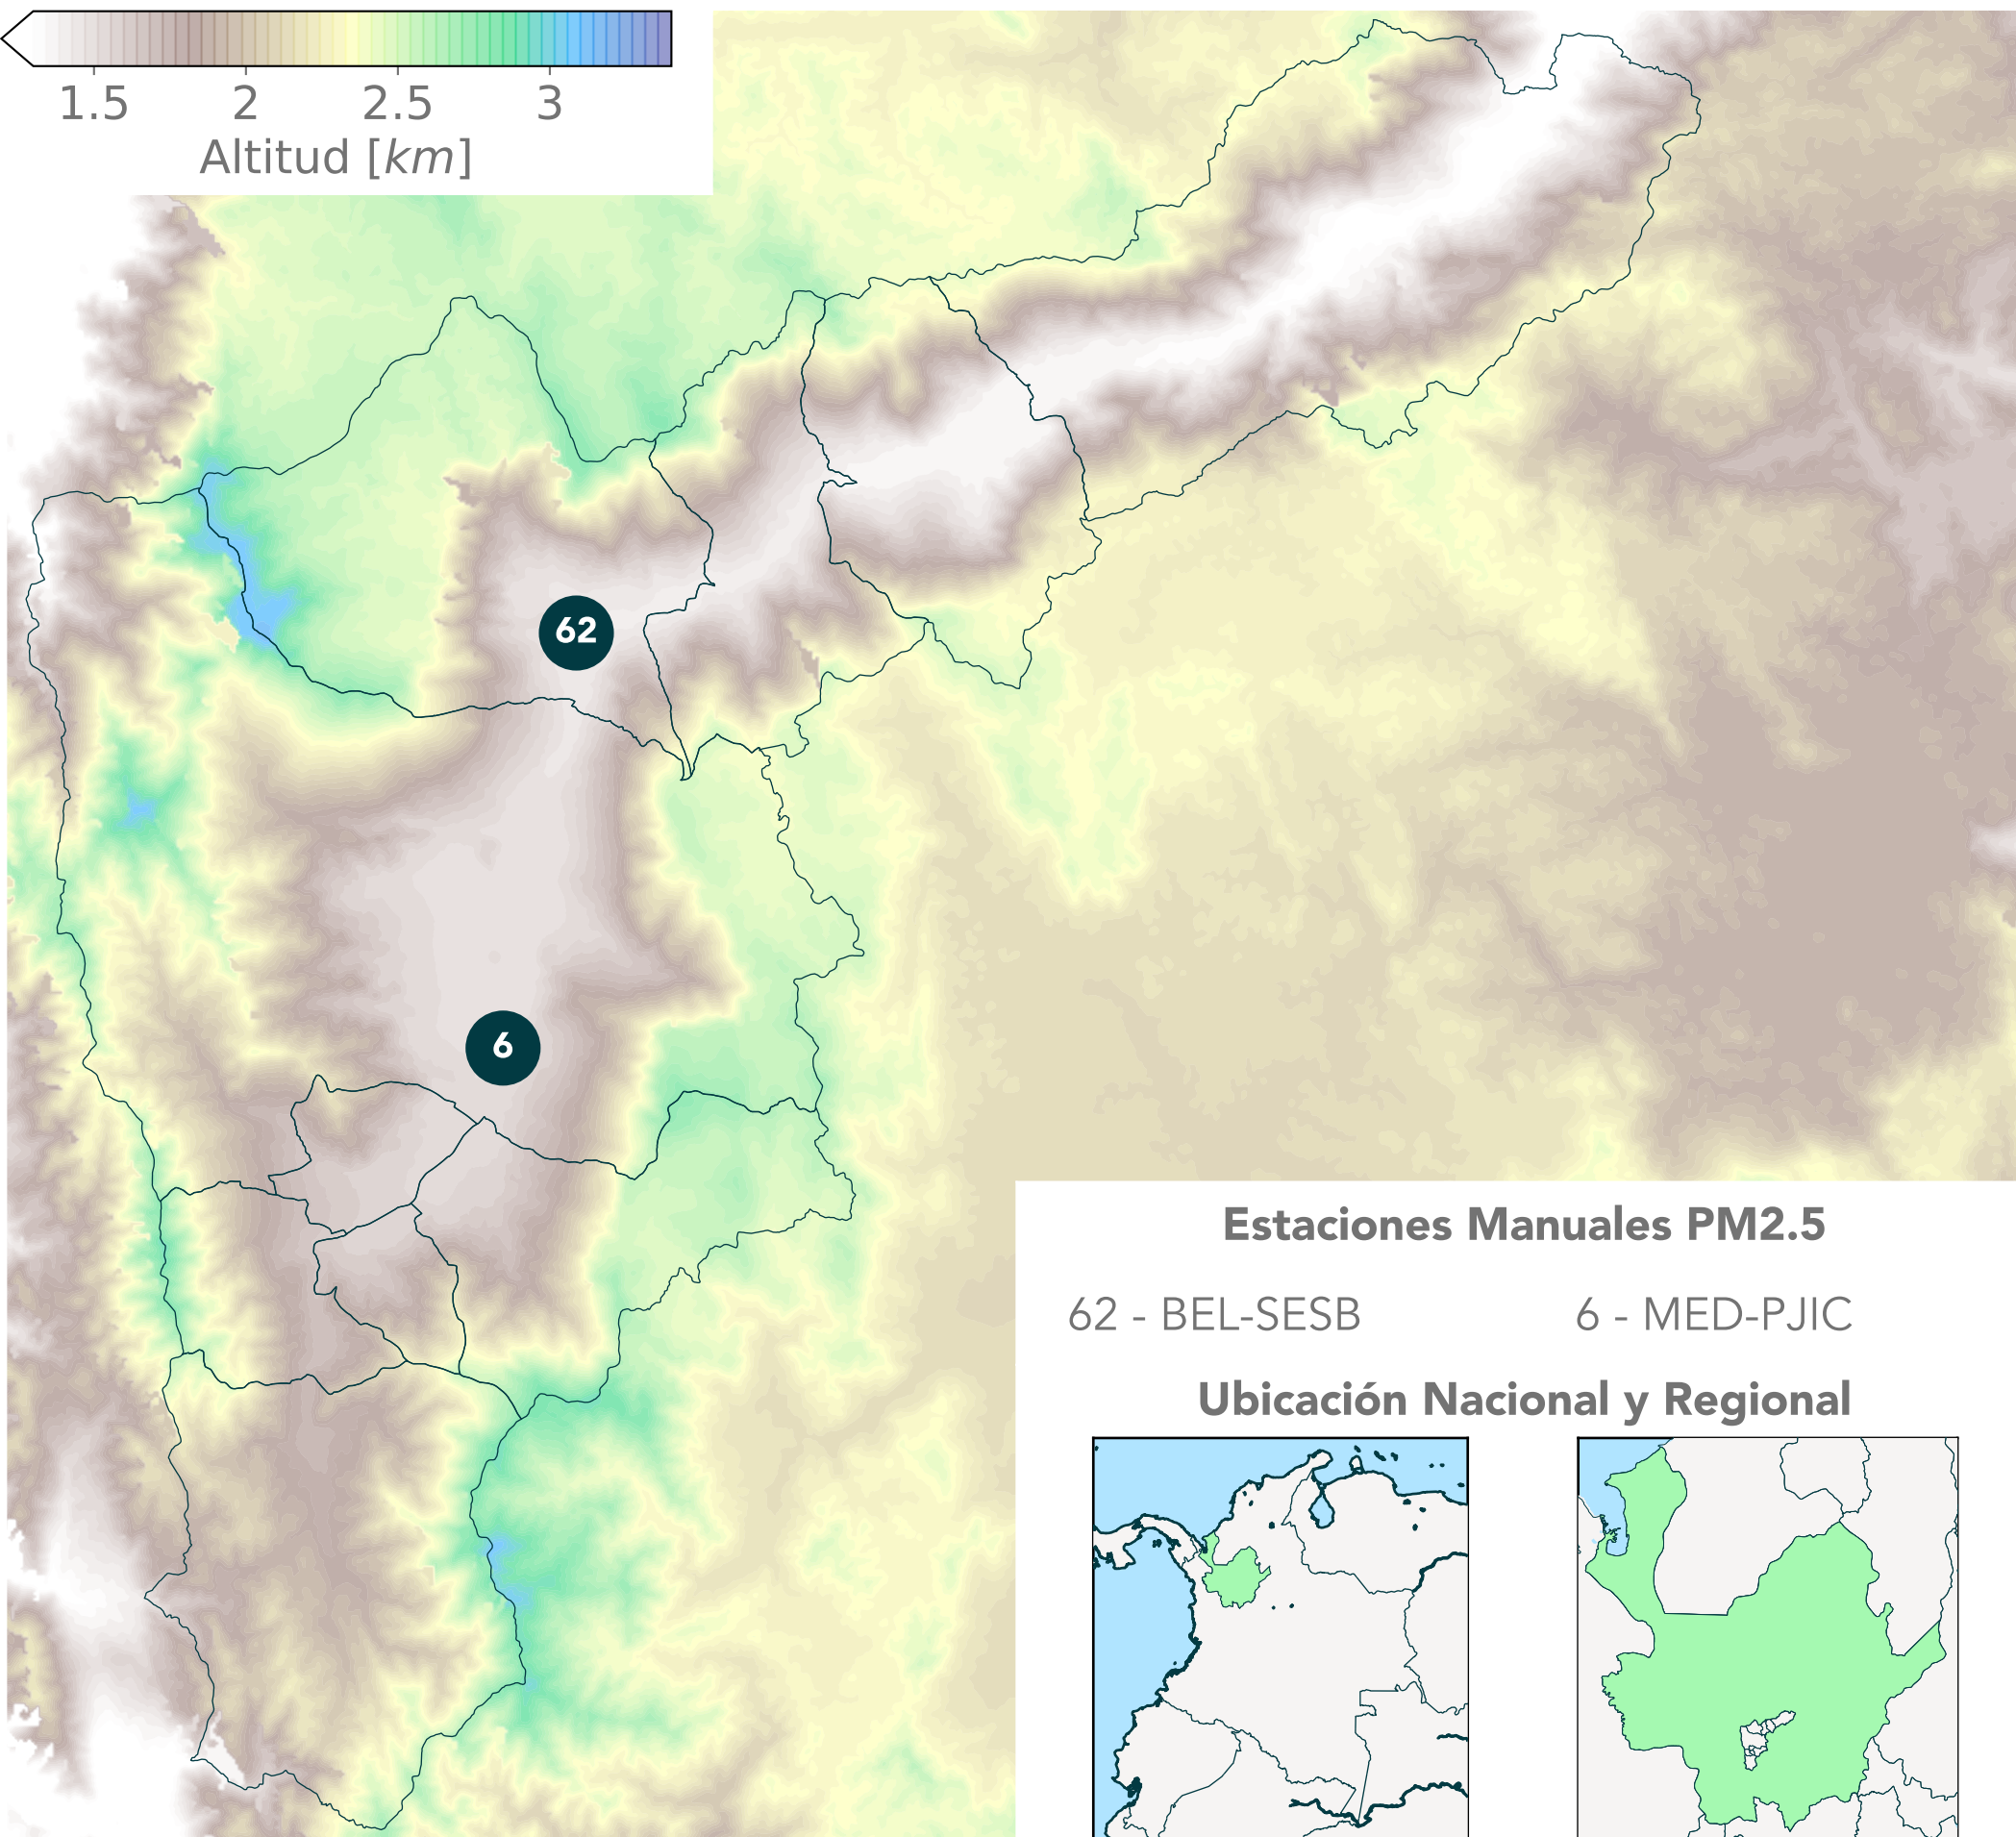 1.5 2 2.5 3
Altitud [km]
62
6
Estaciones Manuales PM2.5
62 - BEL-SESB 6 - MED-PJIC
Ubicación Nacional y Regional